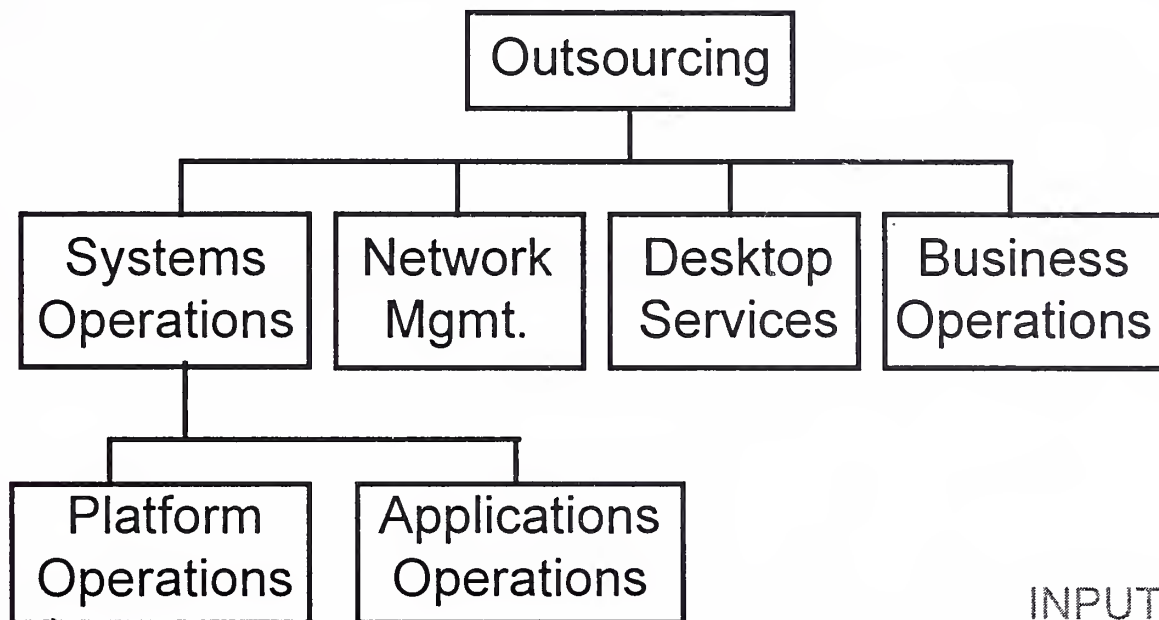 Outsourcing
Systems
Operations
Network
Mgmt.
Desktop
Services
Business
Operations
Platform
Operations
Applications
Operations
INPUT